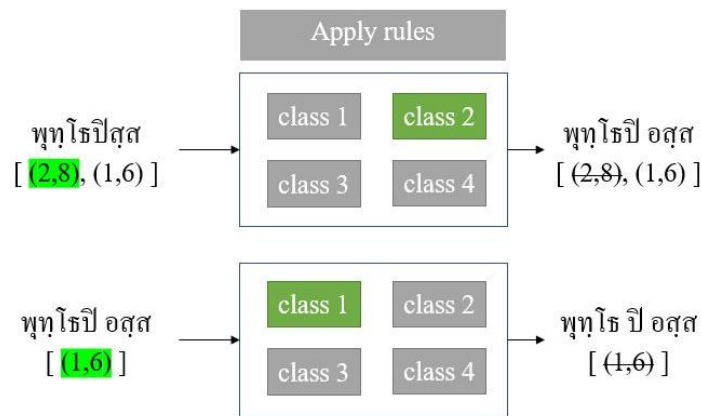 Apply rules
class 1 class 2
พุทฺโธปิสฺส พุทฺโธปิ อสฺส
[ (2,8), (1,6) ] [ (2,8), (1,6) ]
class 3 class 4
class 1 class 2
พุทฺโธปิ อสฺส พุทฺโธ ปิ อสฺส
[ (1,6) ] [ (1,6) ]
class 3 class 4